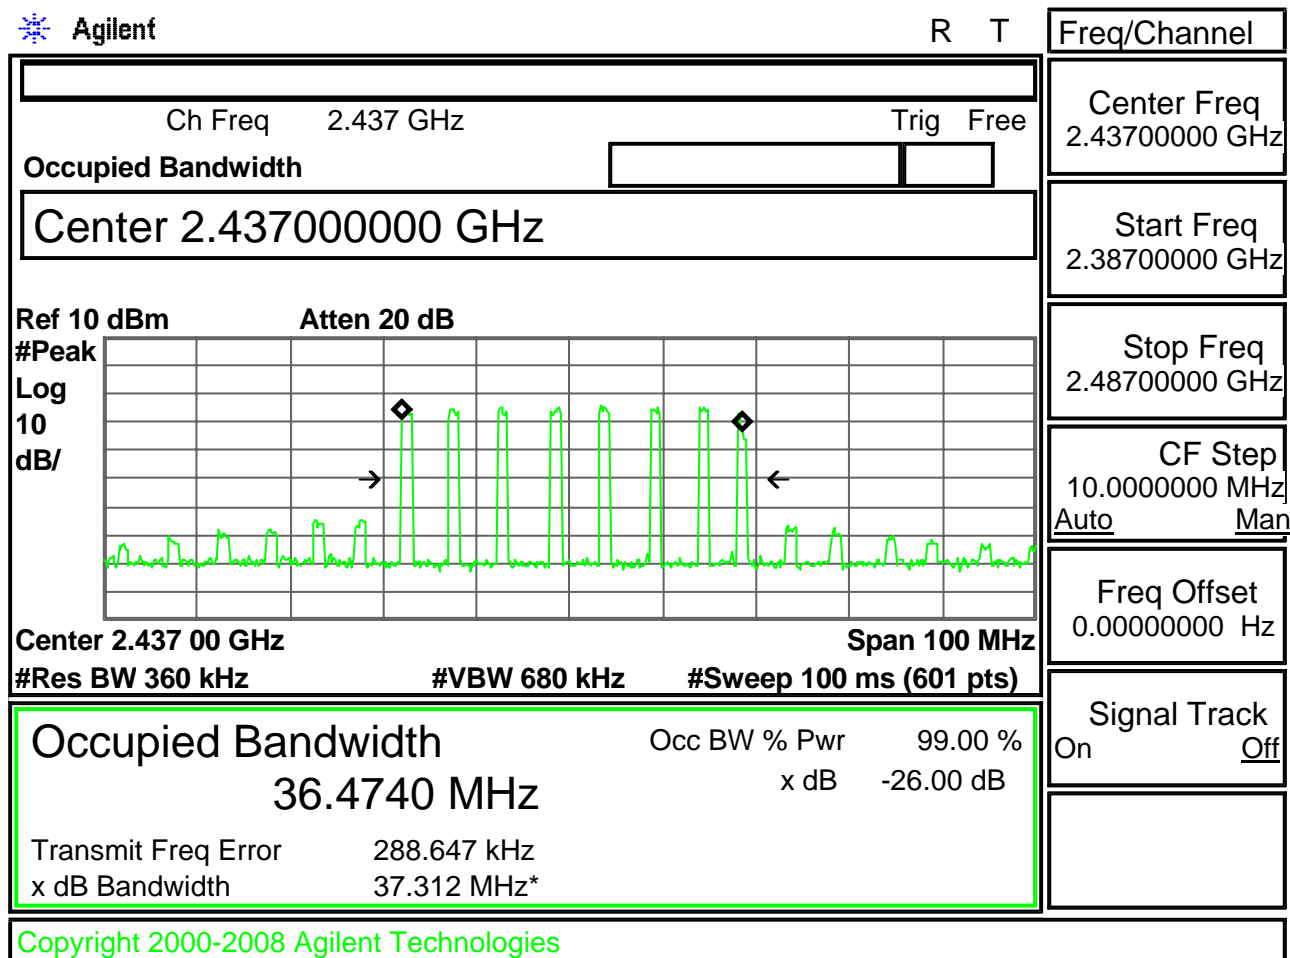 Agilent
R T
Ch Freq 2.437 GHz
Trig Free
Occupied Bandwidth
Center 2.437000000 GHz
Ref 10 dBm
Atten 20 dB
#Peak
Log
10
dB/
Center 2.437 00 GHz
Span 100 MHz
#Res BW 360 kHz
#VBW 680 kHz
#Sweep 100 ms (601 pts)
Occupied Bandwidth
36.4740 MHz
Occ BW % Pwr 99.00 %
x dB -26.00 dB
Transmit Freq Error 288.647 kHz
x dB Bandwidth 37.312 MHz*
Copyright 2000-2008 Agilent Technologies
Freq/Channel
Center Freq
2.43700000 GHz
Start Freq
2.38700000 GHz
Stop Freq
2.48700000 GHz
CF Step
10.0000000 MHz
Auto Man
Freq Offset
0.00000000 Hz
Signal Track
On Off